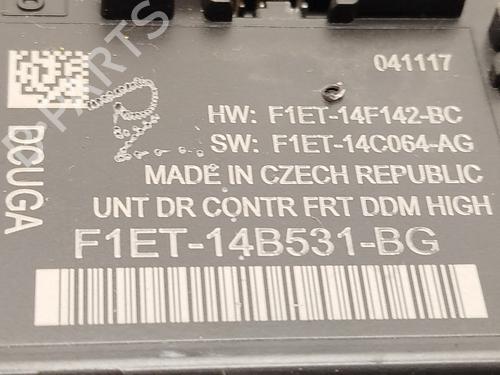 041117
HW: F1ET-14F142-BC
SW: F1ET-14C064-AG
MADE IN CZECH REPUBLIC
UNT DR CONTR FRT DDM HIGH
F1ET-14B531-BG
DCUGA